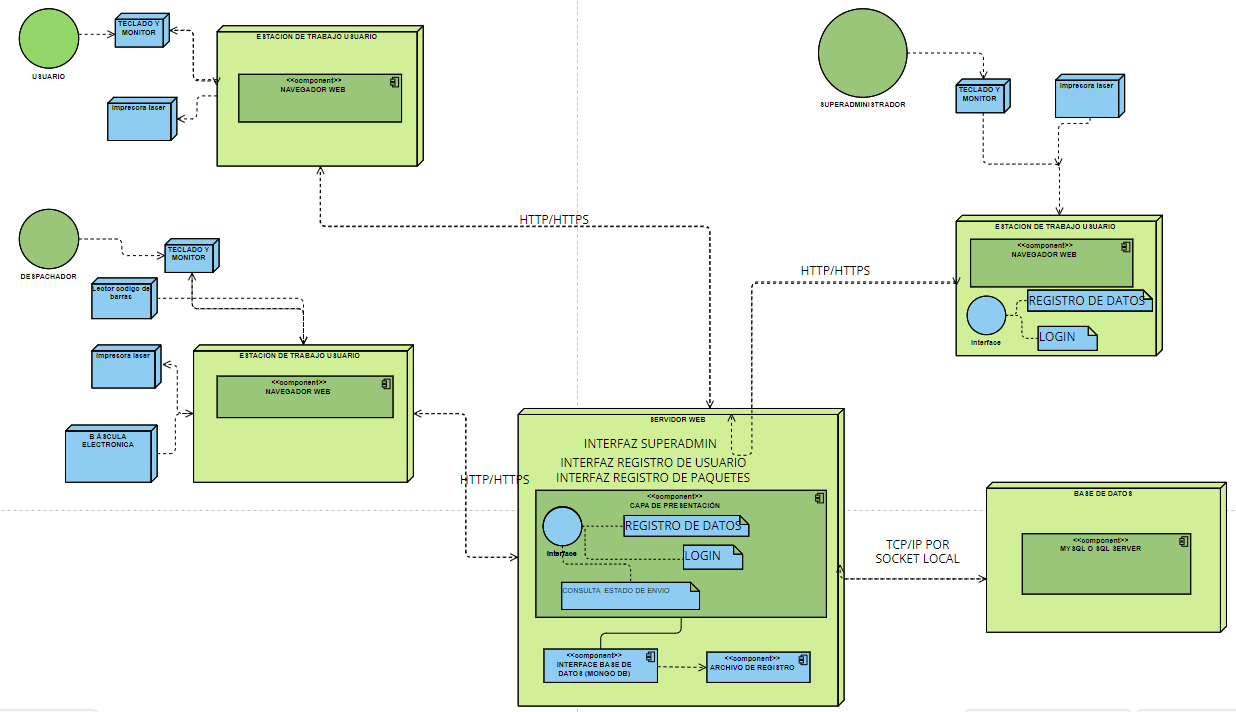 USUARIO
TECLADO Y
MONITOR
Impresora laser
ESTACION DE TRABAJO USUARIO
<<component>>
NAVEGADOR WEB
SUPERADMINISTRADOR
TECLADO Y
MONITOR
Impresora laser
HTTP/HTTPS
DESPACHADOR
TECLADO Y
MONITOR
Lector codigo de
barras
Impresora laser
BÁSCULA
ELECTRONICA
ESTACION DE TRABAJO USUARIO
<<component>>
NAVEGADOR WEB
HTTP/HTTPS
HTTP/HTTPS
ESTACION DE TRABAJO USUARIO
<<component>>
NAVEGADOR WEB
REGISTRO DE DATOS
Interface
LOGIN
SERVIDOR WEB
INTERFAZ SUPERADMIN
INTERFAZ REGISTRO DE USUARIO
INTERFAZ REGISTRO DE PAQUETES
<<component>>
CAPA DE PRESENTACIÓN
REGISTRO DE DATOS
Interface
LOGIN
CONSULTA ESTADO DE ENVIO
<<component>>
INTERFACE BASE DE
DATOS (MONGO DB)
<<component>>
ARCHIVO DE REGISTRO
TCP/IP POR
SOCKET LOCAL
BASE DE DATOS
<<component>>
MYSQL O SQL SERVER